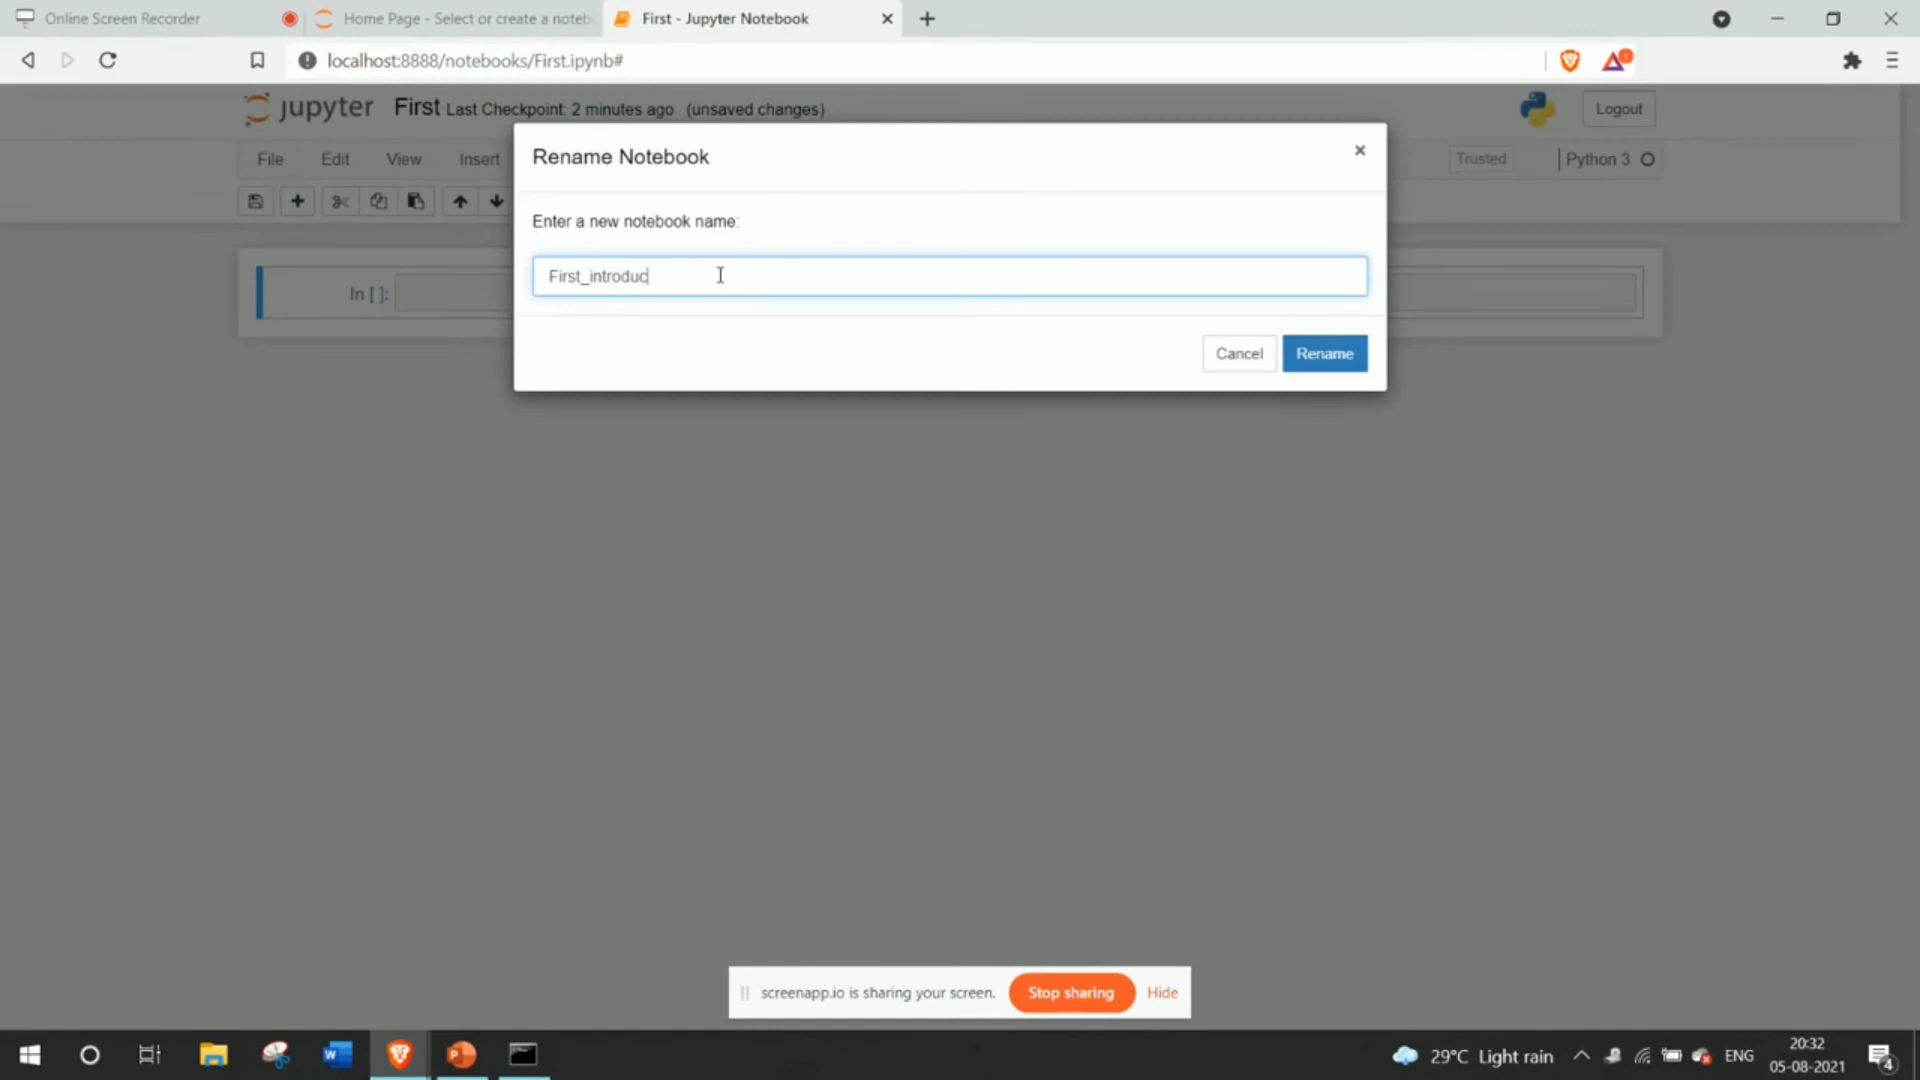 Online Screen Recorder
Home Page - Select or create a noteb
First - Jupyter Notebook
localhost:8888/notebooks/First.ipynb#
jupyter First Last Checkpoint: 2 minutes ago (unsaved changes)
Logout
File Edit View Insert
Trusted
Python 3
Rename Notebook
Enter a new notebook name:
First_introduc
In [ ]:
Cancel
Rename
screenapp.io is sharing your screen.
Stop sharing
Hide
29°C Light rain
ENG
20:32
05-08-2021
4